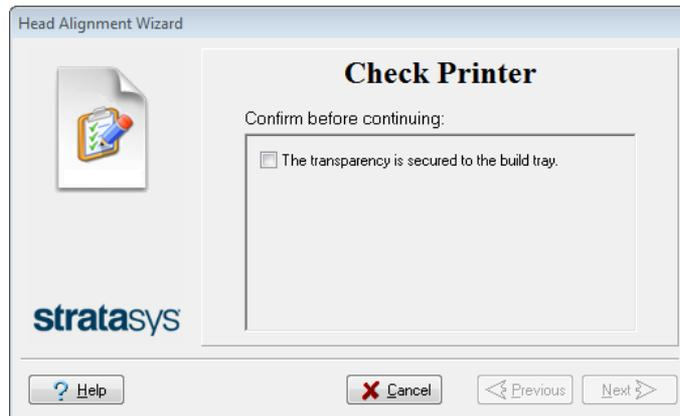 Head Alignment Wizard
Check Printer
Confirm before continuing:
The transparency is secured to the build tray.
stratasys
? Help
Cancel
Previous
Next